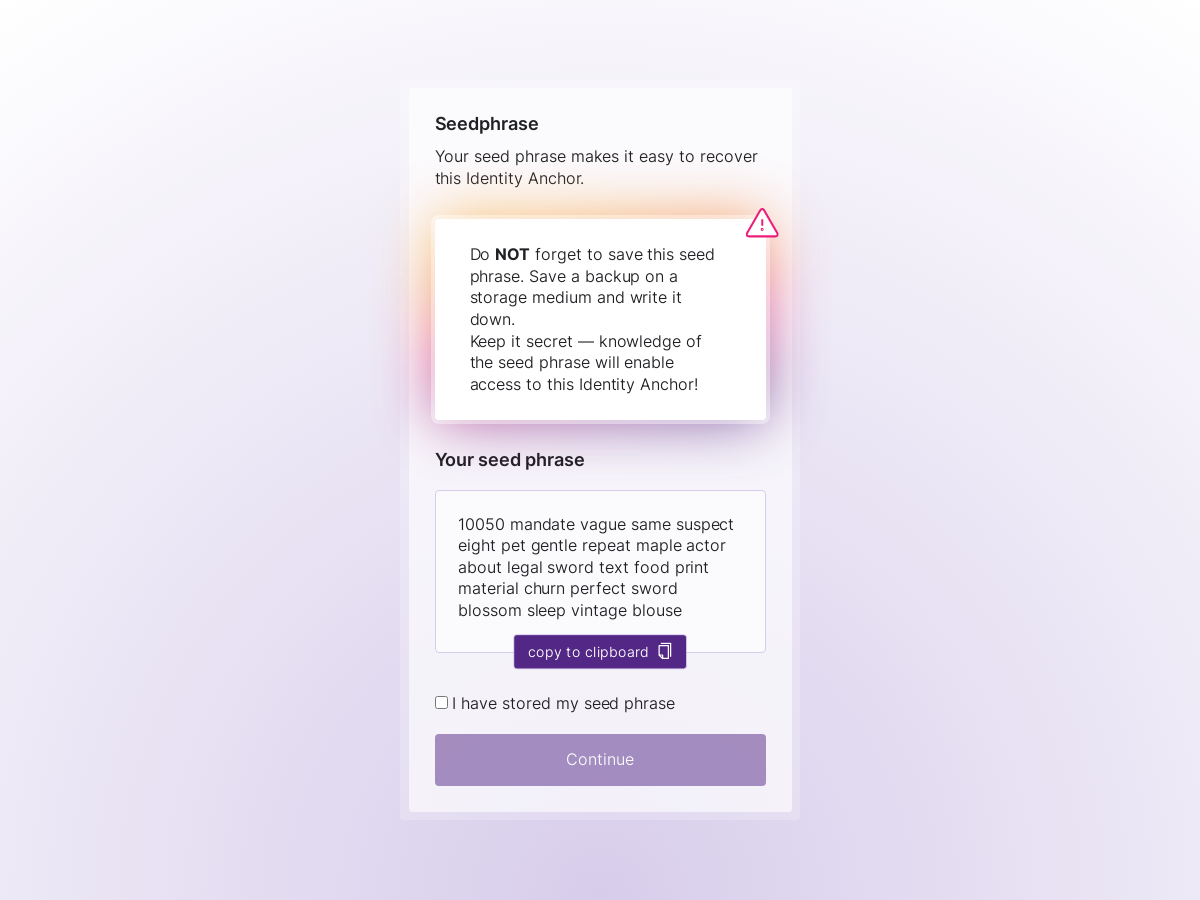 Seedphrase
Your seed phrase makes it easy to recover
this Identity Anchor.
Do NOT forget to save this seed
phrase. Save a backup on a
storage medium and write it
down.
Keep it secret — knowledge of
the seed phrase will enable
access to this Identity Anchor!
Your seed phrase
10050 mandate vague same suspect
eight pet gentle repeat maple actor
about legal sword text food print
material churn perfect sword
blossom sleep vintage blouse
copy to clipboard
I have stored my seed phrase
Continue